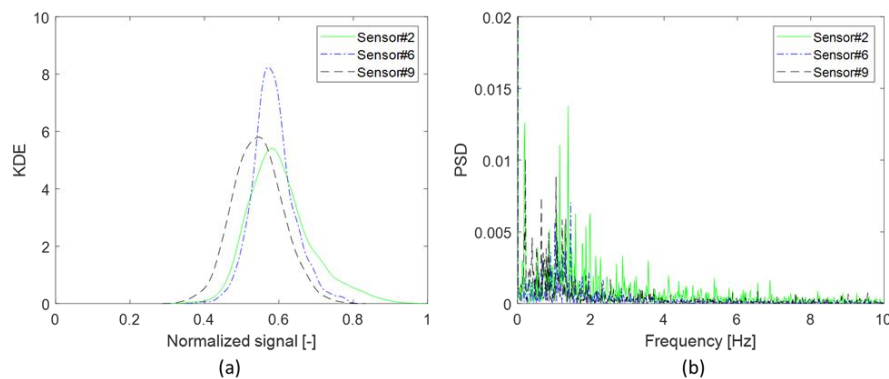 10
8
6
4
2
0
KDE
0
0.2
0.4
0.6
0.8
1
Normalized signal [-]
Sensor#2
Sensor#6
Sensor#9
(a)
0.02
0.015
0.01
0.005
0
PSD
0
2
4
6
8
10
Frequency [Hz]
Sensor#2
Sensor#6
Sensor#9
(b)